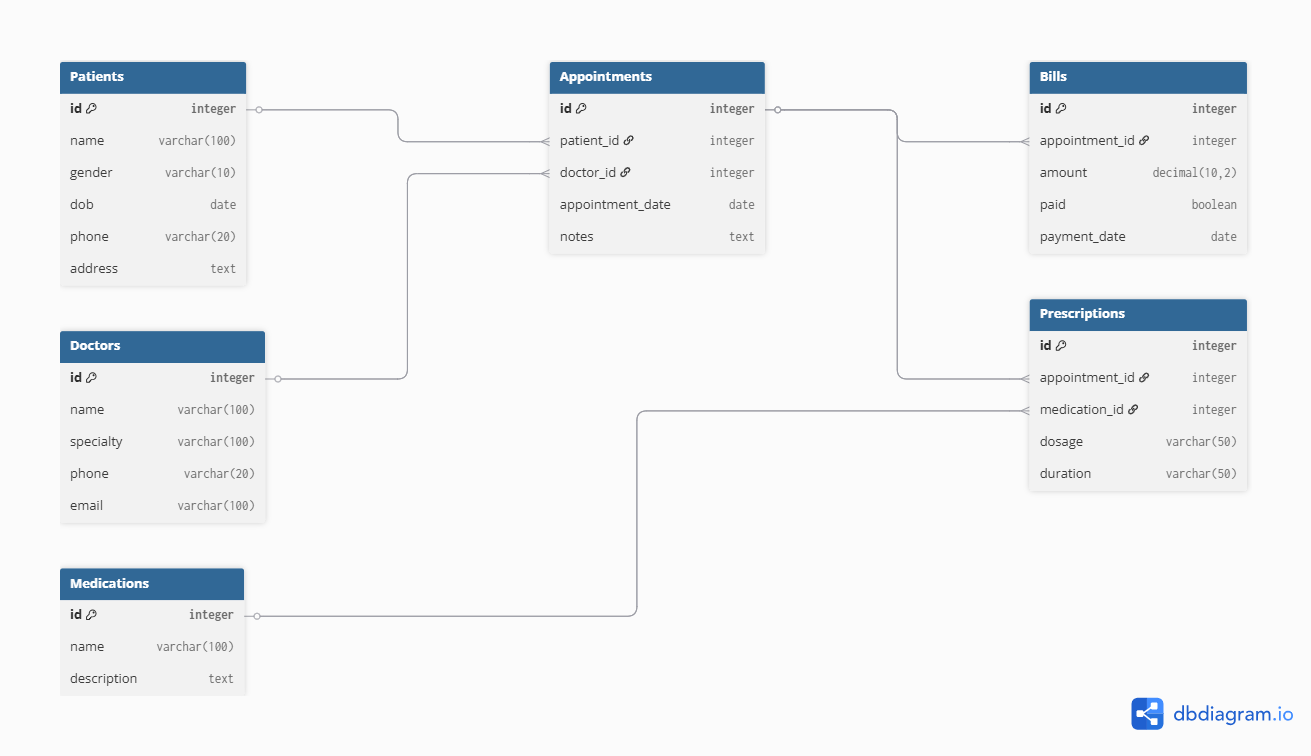 Patients
id integer
name varchar(100)
gender varchar(10)
dob date
phone varchar(20)
address text
Doctors
id integer
name varchar(100)
specialty varchar(100)
phone varchar(20)
email varchar(100)
Medications
id integer
name varchar(100)
description text
Appointments
id integer
patient_id integer
doctor_id integer
appointment_date date
notes text
Bills
id integer
appointment_id integer
amount decimal(10,2)
paid boolean
payment_date date
Prescriptions
id integer
appointment_id integer
medication_id integer
dosage varchar(50)
duration varchar(50)
dbdiagram.io